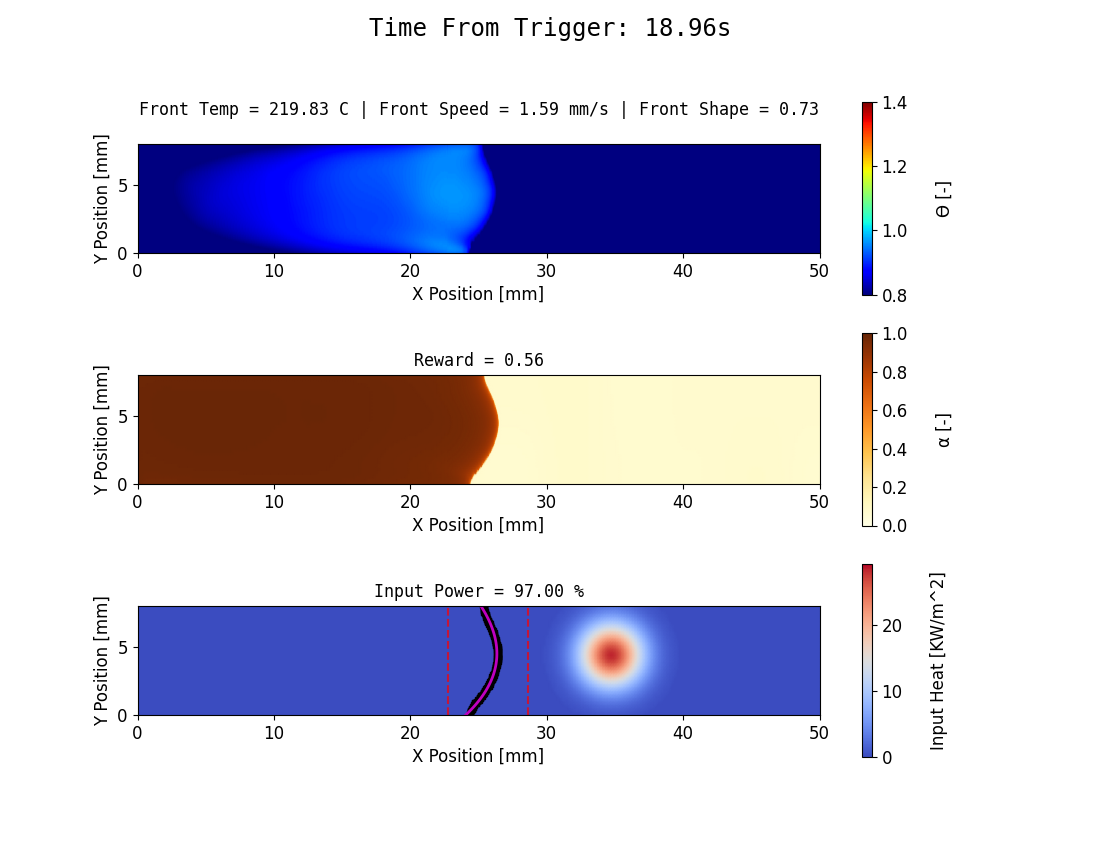 Time From Trigger: 18.96s
Front Temp = 219.83 C | Front Speed = 1.59 mm/s | Front Shape = 0.73
Y Position [mm]
5
0
0 10 20 30 40 50
X Position [mm]
1.4
1.2
1.0
0.8
Θ [-]
Reward = 0.56
Y Position [mm]
5
0
0 10 20 30 40 50
X Position [mm]
1.0
0.8
0.6
0.4
0.2
0.0
α [-]
Input Power = 97.00 %
Y Position [mm]
5
0
0 10 20 30 40 50
X Position [mm]
20
10
0
Input Heat [KW/m^2]